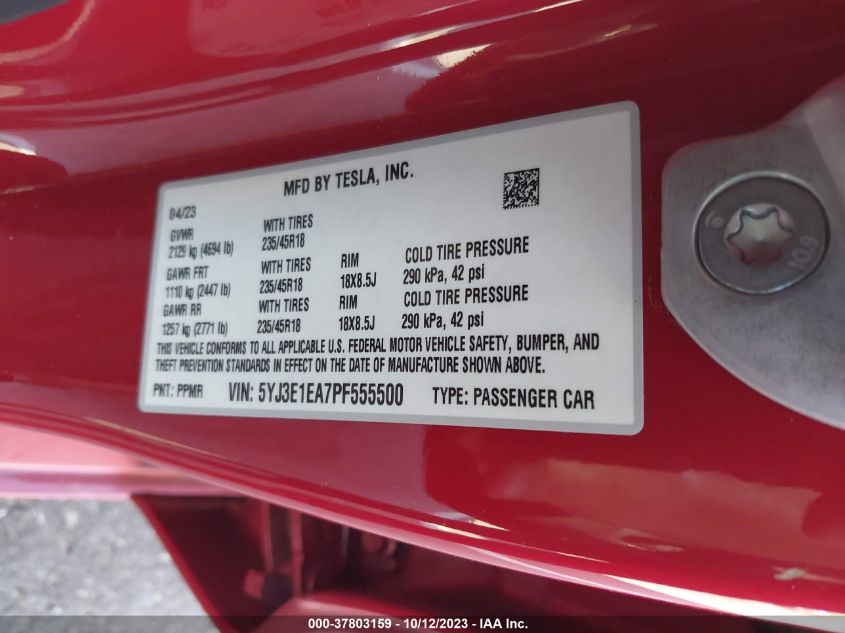 MFD BY TESLA, INC.
04/23
GVWR WITH TIRES
2129 kg (4694 lb) 235/45R18
GAWR FRT WITH TIRES RIM COLD TIRE PRESSURE
1110 kg (2447 lb) 235/45R18 18X8.5J 290 kPa, 42 psi
GAWR RR WITH TIRES RIM COLD TIRE PRESSURE
1257 kg (2771 lb) 235/45R18 18X8.5J 290 kPa, 42 psi
THIS VEHICLE CONFORMS TO ALL APPLICABLE U.S. FEDERAL MOTOR VEHICLE SAFETY, BUMPER, AND
THEFT PREVENTION STANDARDS IN EFFECT ON THE DATE OF MANUFACTURE SHOWN ABOVE.
PNT: PPMR VIN: 5YJ3E1EA7PF555500 TYPE: PASSENGER CAR
10.9
000-37803159 - 10/12/2023 - IAA Inc.